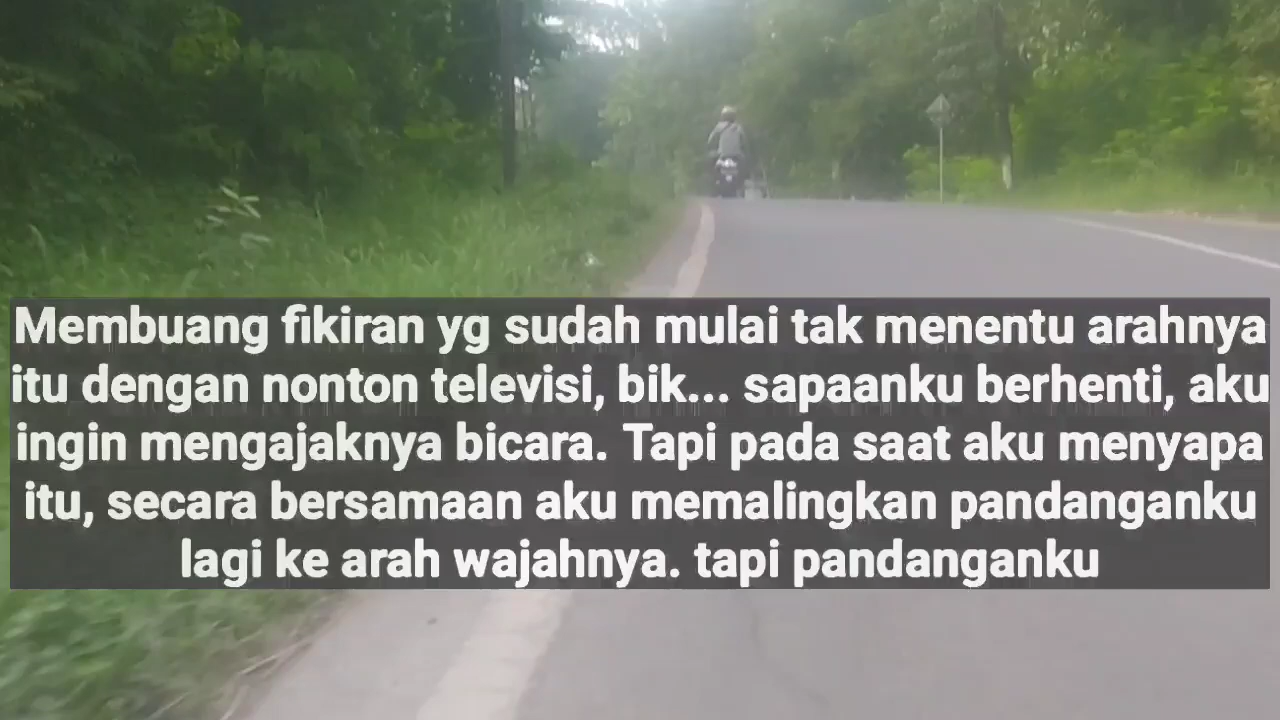 Membuang fikiran yg sudah mulai tak menentu arahnya
itu dengan nonton televisi, bik... sapaanku berhenti, aku
ingin mengajaknya bicara. Tapi pada saat aku menyapa
itu, secara bersamaan aku memalingkan pandanganku
lagi ke arah wajahnya. tapi pandanganku